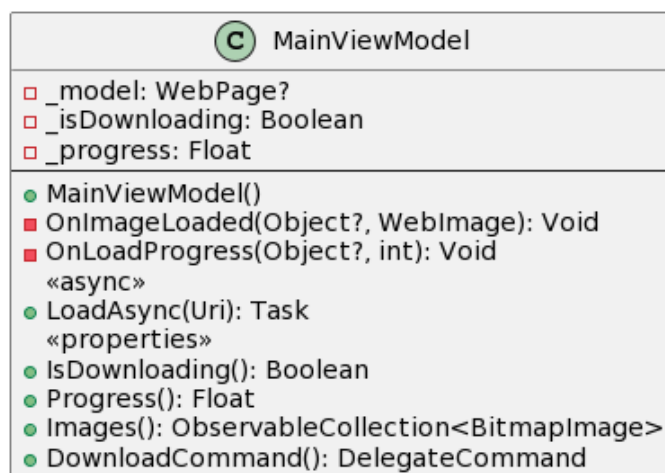 C MainViewModel
_model: WebPage?
_isDownloading: Boolean
_progress: Float
MainViewModel()
OnImageLoaded(Object?, WebImage): Void
OnLoadProgress(Object?, int): Void
«async»
LoadAsync(Uri): Task
«properties»
IsDownloading(): Boolean
Progress(): Float
Images(): ObservableCollection<BitmapImage>
DownloadCommand(): DelegateCommand